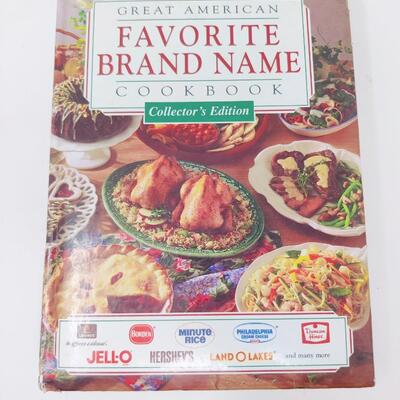 GREAT AMERICAN
FAVORITE
BRAND NAME
COOKBOOK
Collector's Edition
BORDEN
MINUTE
RICE
PHILADELPHIA
CREAM CHEESE
Duncan
Hines
JELL-O
HERSHEY'S
LAND O LAKES
and many more